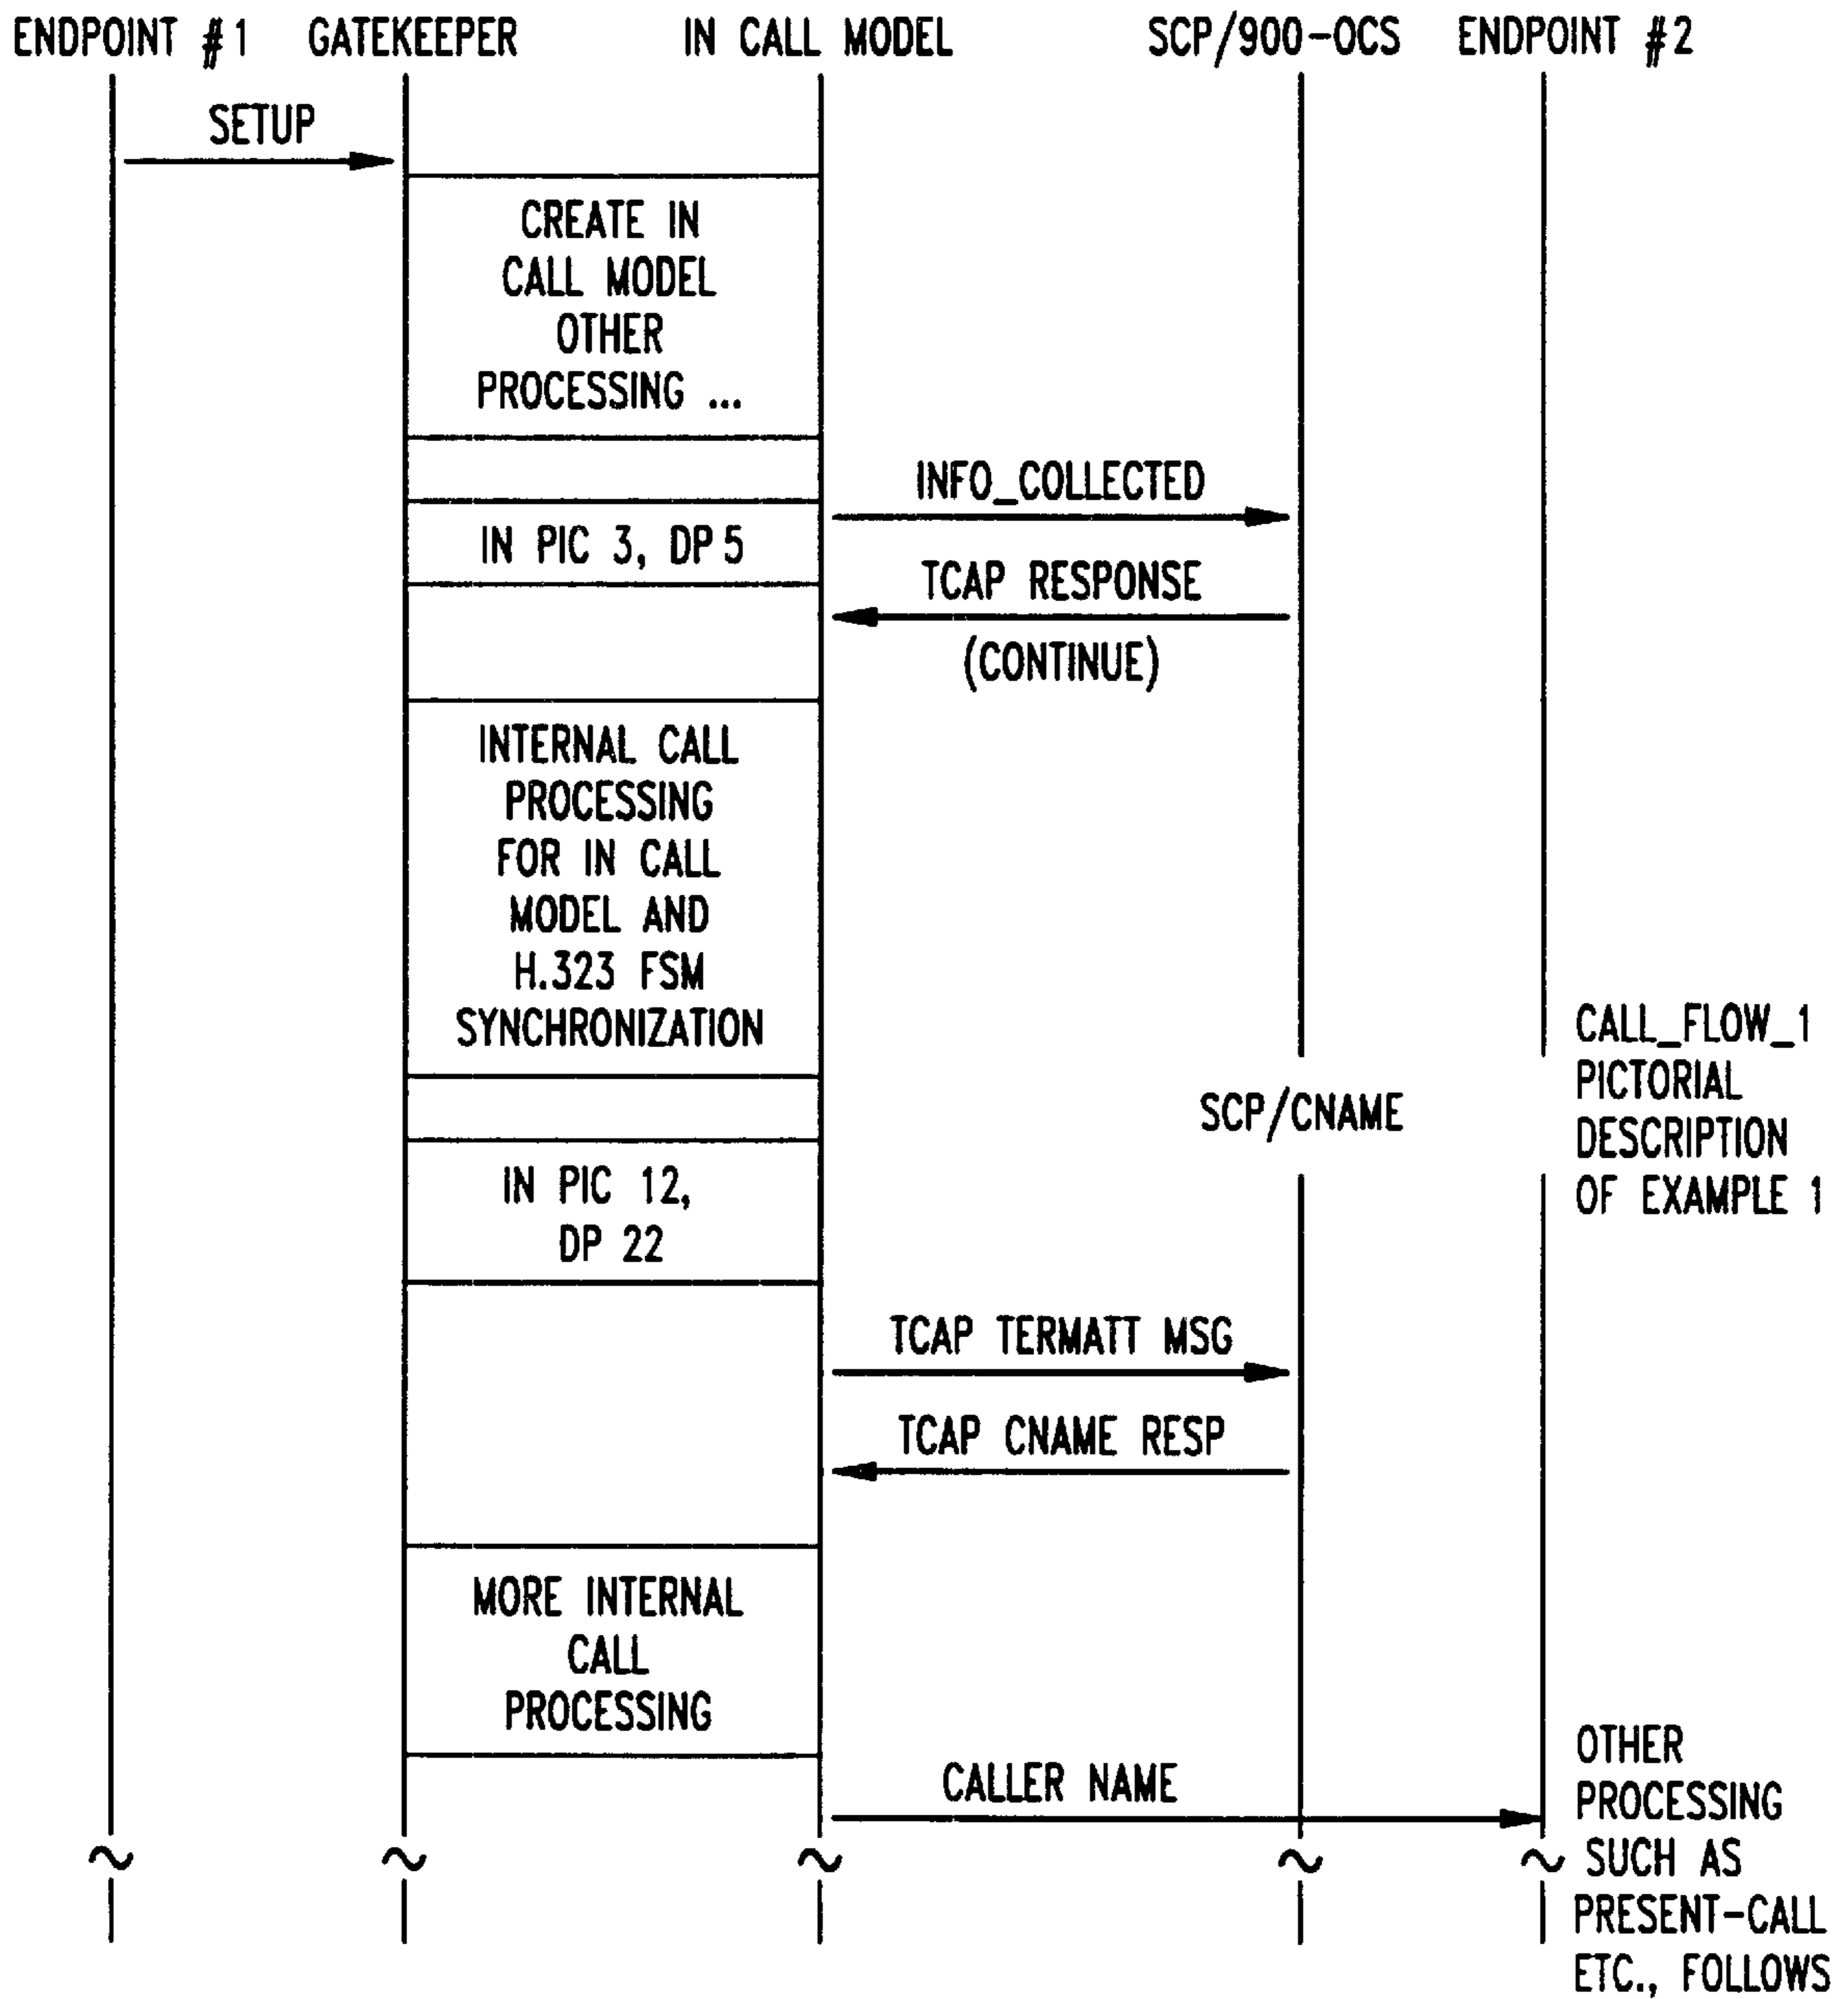 ENDPOINT #1 GATEKEEPER IN CALL MODEL SCP/900-OCS ENDPOINT #2
SETUP
CREATE IN
CALL MODEL
OTHER
PROCESSING ...
INFO_COLLECTED
IN PIC 3, DP 5
TCAP RESPONSE
(CONTINUE)
INTERNAL CALL
PROCESSING
FOR IN CALL
MODEL AND
H.323 FSM
SYNCHRONIZATION
CALL_FLOW_1
PICTORIAL
DESCRIPTION
OF EXAMPLE 1
SCP/CNAME
IN PIC 12,
DP 22
TCAP TERMATT MSG
TCAP CNAME RESP
MORE INTERNAL
CALL
PROCESSING
CALLER NAME
OTHER
PROCESSING
SUCH AS
PRESENT-CALL
ETC., FOLLOWS